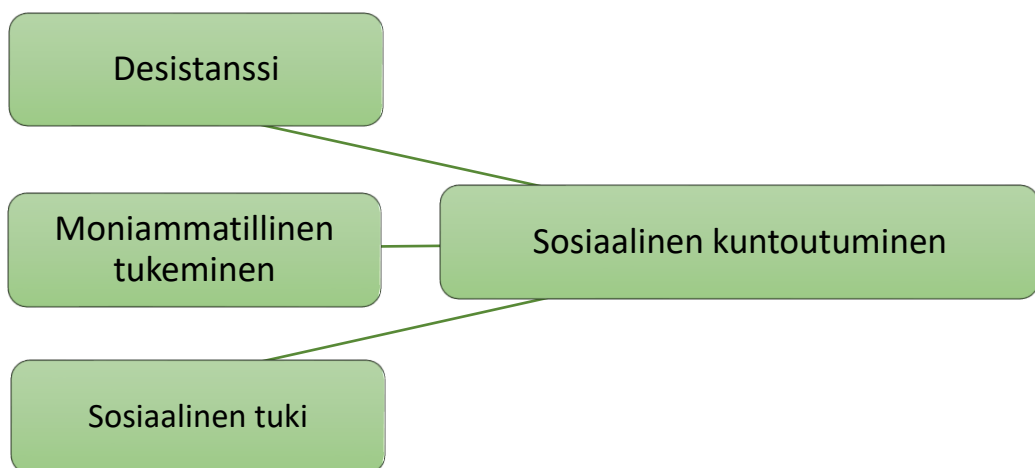 Desistanssi
Moniammatillinen
tukeminen
Sosiaalinen kuntoutuminen
Sosiaalinen tuki